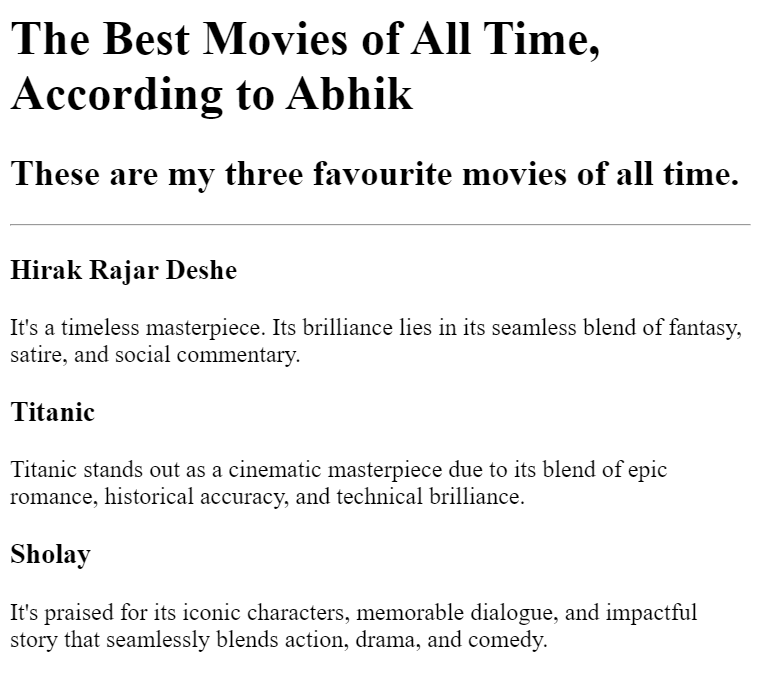 The Best Movies of All Time,
According to Abhik
These are my three favourite movies of all time.
Hirak Rajar Deshe
It's a timeless masterpiece. Its brilliance lies in its seamless blend of fantasy,
satire, and social commentary.
Titanic
Titanic stands out as a cinematic masterpiece due to its blend of epic
romance, historical accuracy, and technical brilliance.
Sholay
It's praised for its iconic characters, memorable dialogue, and impactful
story that seamlessly blends action, drama, and comedy.